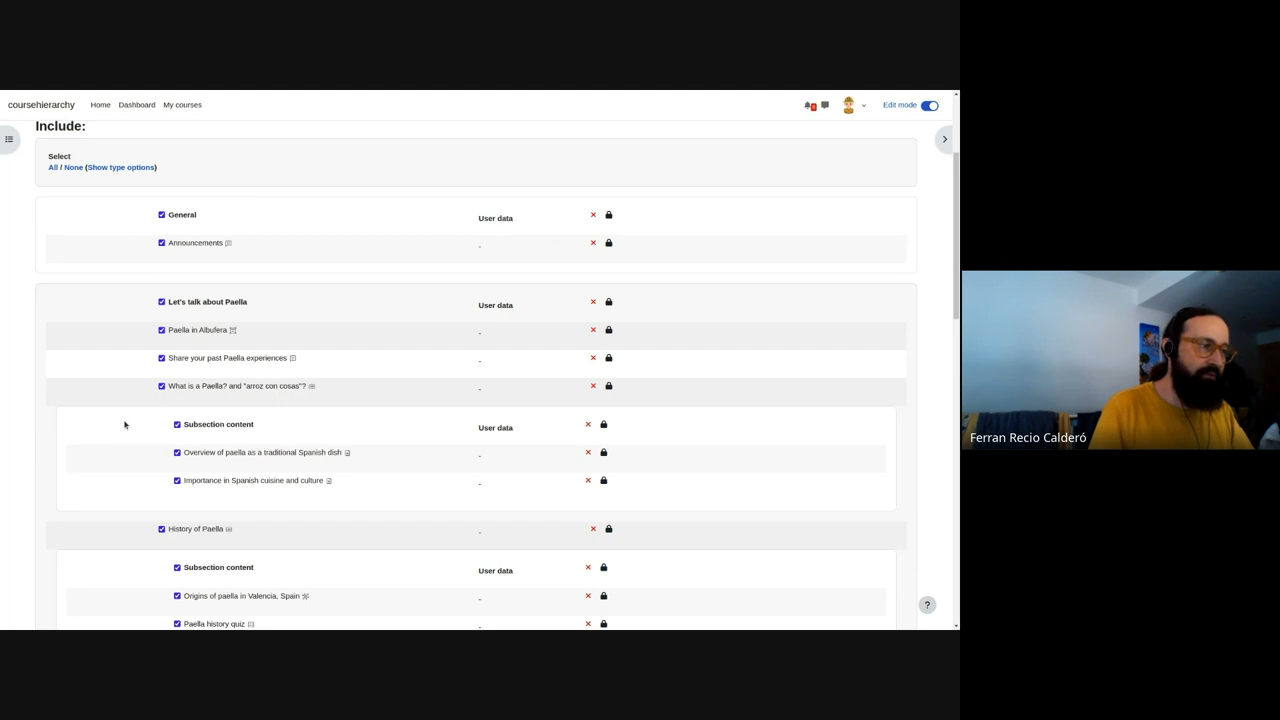 coursehierarchy Home Dashboard My courses Edit mode
Include:
Select
All / None (Show type options)
General User data
Announcements -
Let's talk about Paella User data
Paella in Albufera -
Share your past Paella experiences -
What is a Paella? and "arroz con cosas"? -
Subsection content User data
Overview of paella as a traditional Spanish dish -
Importance in Spanish cuisine and culture -
History of Paella -
Subsection content User data
Origins of paella in Valencia, Spain -
Paella history quiz -
?
Ferran Recio Calderó